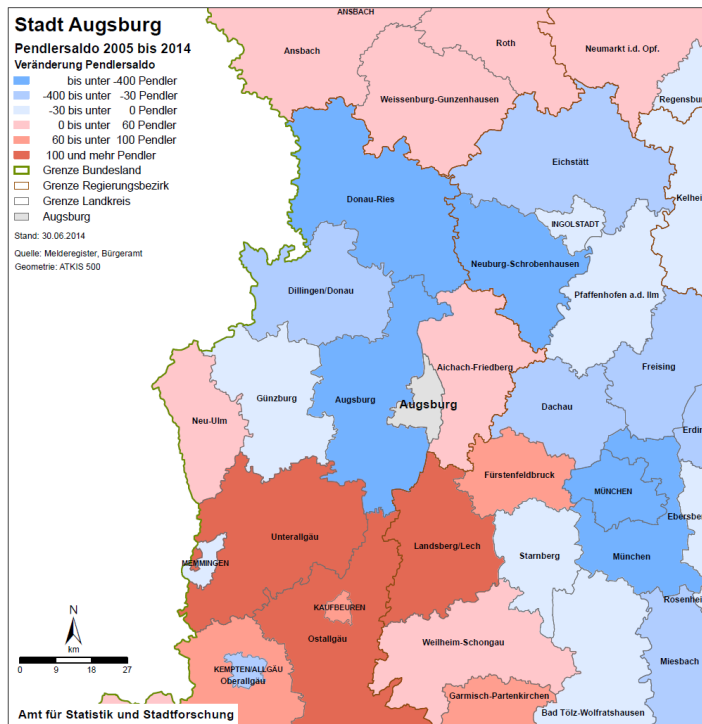 ANSBACH
Stadt Augsburg
Pendlersaldo 2005 bis 2014
Veränderung Pendlersaldo
bis unter -400 Pendler
-400 bis unter -30 Pendler
-30 bis unter 0 Pendler
0 bis unter 60 Pendler
60 bis unter 100 Pendler
100 und mehr Pendler
Grenze Bundesland
Grenze Regierungsbezirk
Grenze Landkreis
Augsburg
Stand: 30.06.2014
Quelle: Melderegister, Bürgeramt
Geometrie: ATKIS 500
Ansbach
Roth
Neumarkt i.d. Opf.
Weissenburg-Gunzenhausen
Regensbur
Eichstätt
Donau-Ries
Kelhei
INGOLSTADT
Neuburg-Schrobenhausen
Dillingen/Donau
Pfaffenhofen a.d. Ilm
Aichach-Friedberg
Freising
Günzburg
Augsburg
Augsburg
Dachau
Neu-Ulm
Erdin
Fürstenfeldbruck
MÜNCHEN
Ebersbe
Unterallgäu
Landsberg/Lech
Starnberg
München
MEMMINGEN
Rosenhei
KAUFBEUREN
Ostallgäu
Weilheim-Schongau
Miesbach
KEMPTEN/ALLGÄU
Oberallgäu
Garmisch-Partenkirchen
Bad Tölz-Wolfratshausen
N
km
0 9 18 27
Amt für Statistik und Stadtforschung